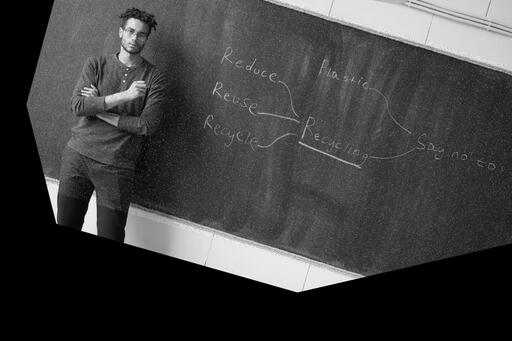 Reduce
Reuse
Recycle
Recycling
Plastic
Say no to